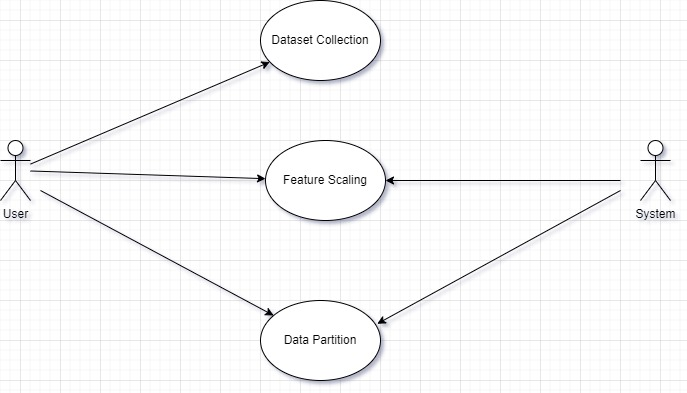 Dataset Collection
Feature Scaling
User
System
Data Partition